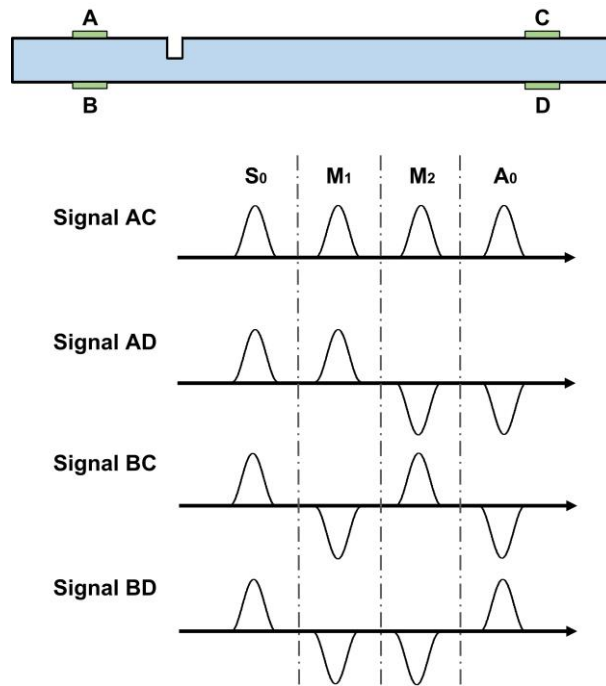 A C
B D
S0 M1 M2 A0
Signal AC
Signal AD
Signal BC
Signal BD